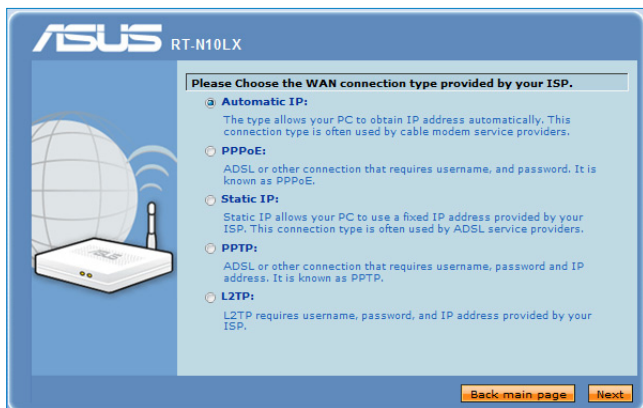 ASUS RT-N10LX
Please Choose the WAN connection type provided by your ISP.
Automatic IP:
The type allows your PC to obtain IP address automatically. This
connection type is often used by cable modem service providers.
PPPoE:
ADSL or other connection that requires username, and password. It is
known as PPPoE.
Static IP:
Static IP allows your PC to use a fixed IP address provided by your
ISP. This connection type is often used by ADSL service providers.
PPTP:
ADSL or other connection that requires username, password and IP
address. It is known as PPTP.
L2TP:
L2TP requires username, password, and IP address provided by your
ISP.
ASUS
Back main page Next